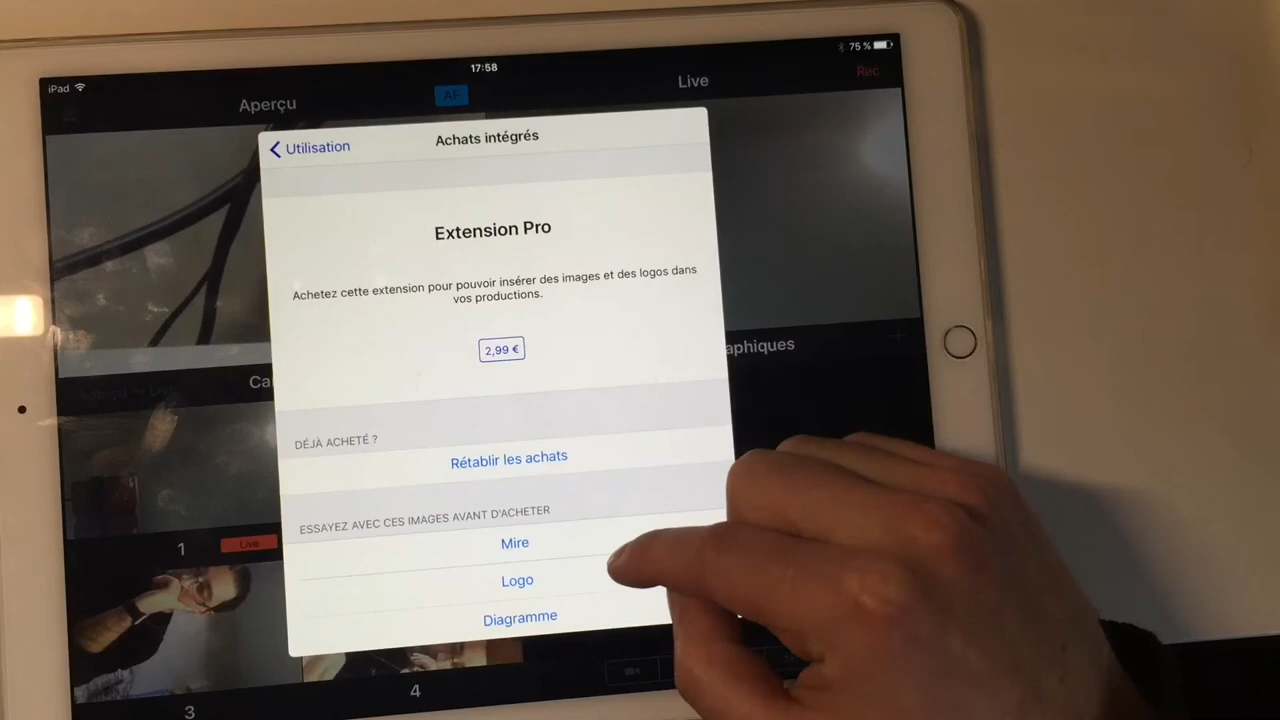 iPad
17:58
75 %
Aperçu
AF
Live
Rec
Utilisation
Achats intégrés
Extension Pro
Achetez cette extension pour pouvoir insérer des images et des logos dans
vos productions.
2,99 €
aphiques
Ca
DÉJÀ ACHETÉ ?
Rétablir les achats
ESSAYEZ AVEC CES IMAGES AVANT D'ACHETER
Mire
1
Live
Logo
Diagramme
4
3